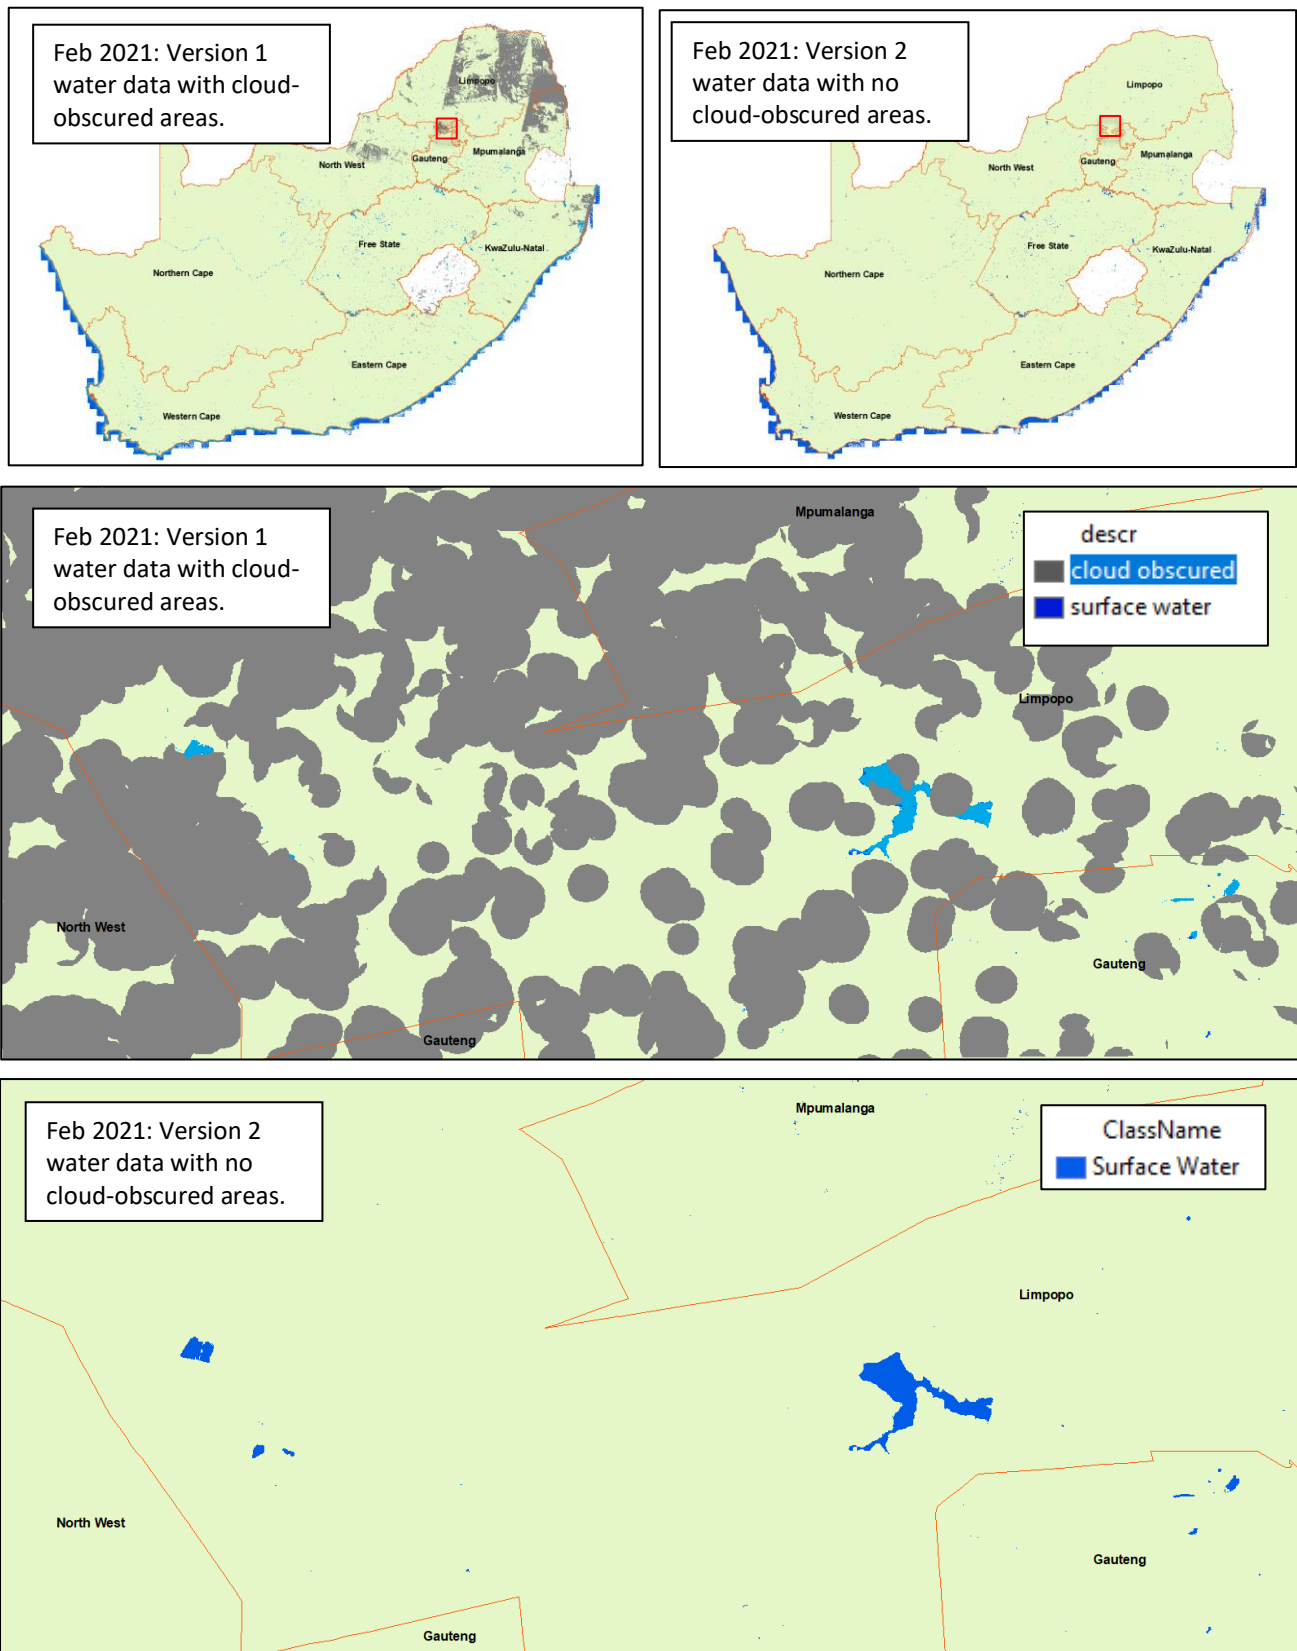 Feb 2021: Version 1
water data with cloud-
obscured areas.
Limpopo
North West
Gauteng
Mpumalanga
Free State
KwaZulu-Natal
Northern Cape
Eastern Cape
Western Cape
Feb 2021: Version 2
water data with no
cloud-obscured areas.
Limpopo
North West
Gauteng
Mpumalanga
Free State
KwaZulu-Natal
Northern Cape
Eastern Cape
Western Cape
Feb 2021: Version 1
water data with cloud-
obscured areas.
Mpumalanga
descr
cloud obscured
surface water
Limpopo
North West
Gauteng
Gauteng
Feb 2021: Version 2
water data with no
cloud-obscured areas.
Mpumalanga
ClassName
Surface Water
Limpopo
North West
Gauteng
Gauteng